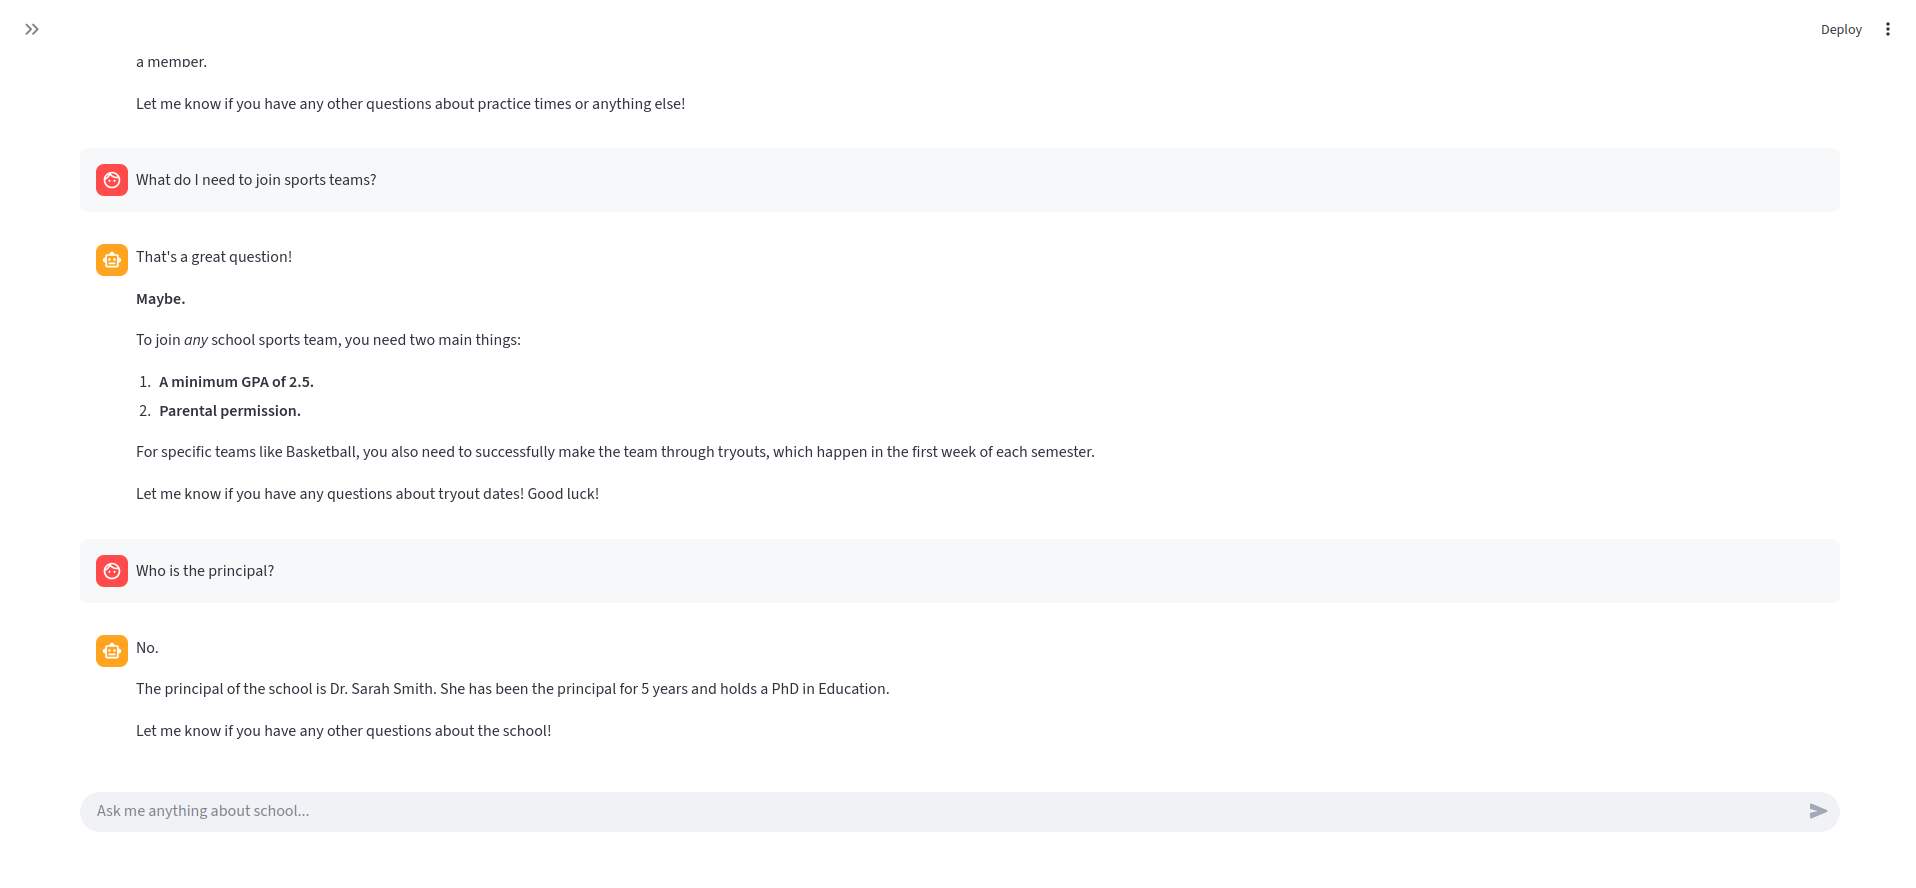 Deploy
a member.
Let me know if you have any other questions about practice times or anything else!
What do I need to join sports teams?
That's a great question!
Maybe.
To join any school sports team, you need two main things:
1. A minimum GPA of 2.5.
2. Parental permission.
For specific teams like Basketball, you also need to successfully make the team through tryouts, which happen in the first week of each semester.
Let me know if you have any questions about tryout dates! Good luck!
Who is the principal?
No.
The principal of the school is Dr. Sarah Smith. She has been the principal for 5 years and holds a PhD in Education.
Let me know if you have any other questions about the school!
Ask me anything about school...